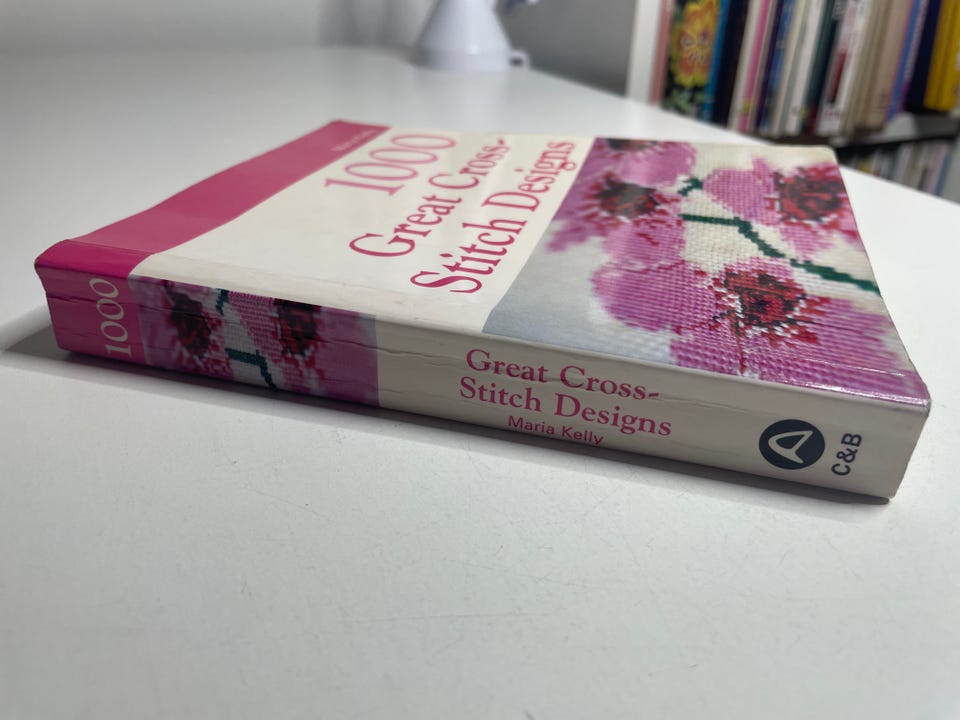 1000
Great Cross-
Stitch Designs
1000
Great Cross-
Stitch Designs
Maria Kelly
A
C&B